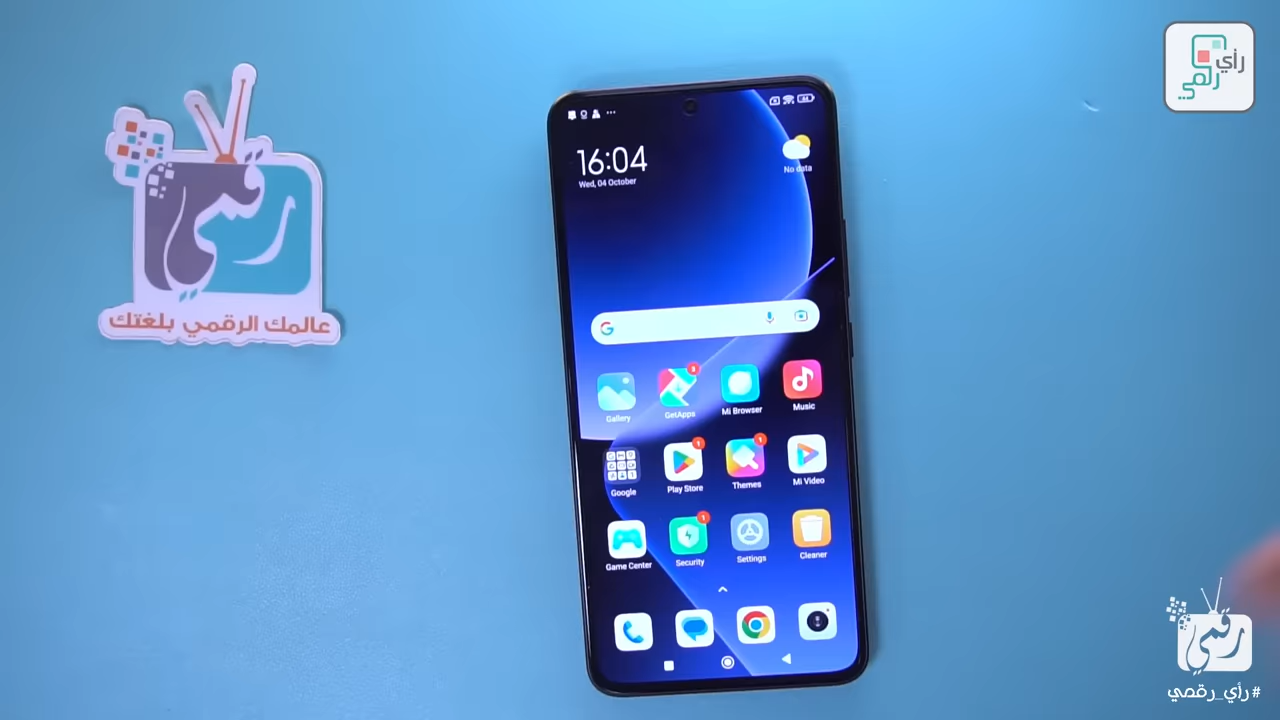 رأي
رقمي
16:04
Wed, 04 October
No data
رقمي
عالمك الرقمي بلغتك
G
Gallery
GetApps
Mi Browser
Music
Google
Play Store
Themes
Mi Video
Game Center
Security
Settings
Cleaner
رقمي
#رأي_رقمي